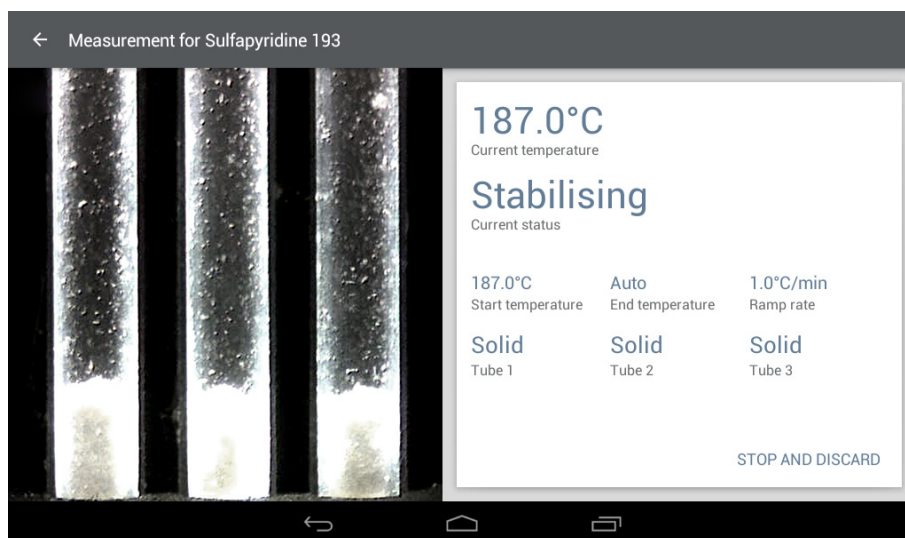 Measurement for Sulfapyridine 193
187.0°C
Current temperature
Stabilising
Current status
187.0°C Auto 1.0°C/min
Start temperature End temperature Ramp rate
Solid Solid Solid
Tube 1 Tube 2 Tube 3
STOP AND DISCARD